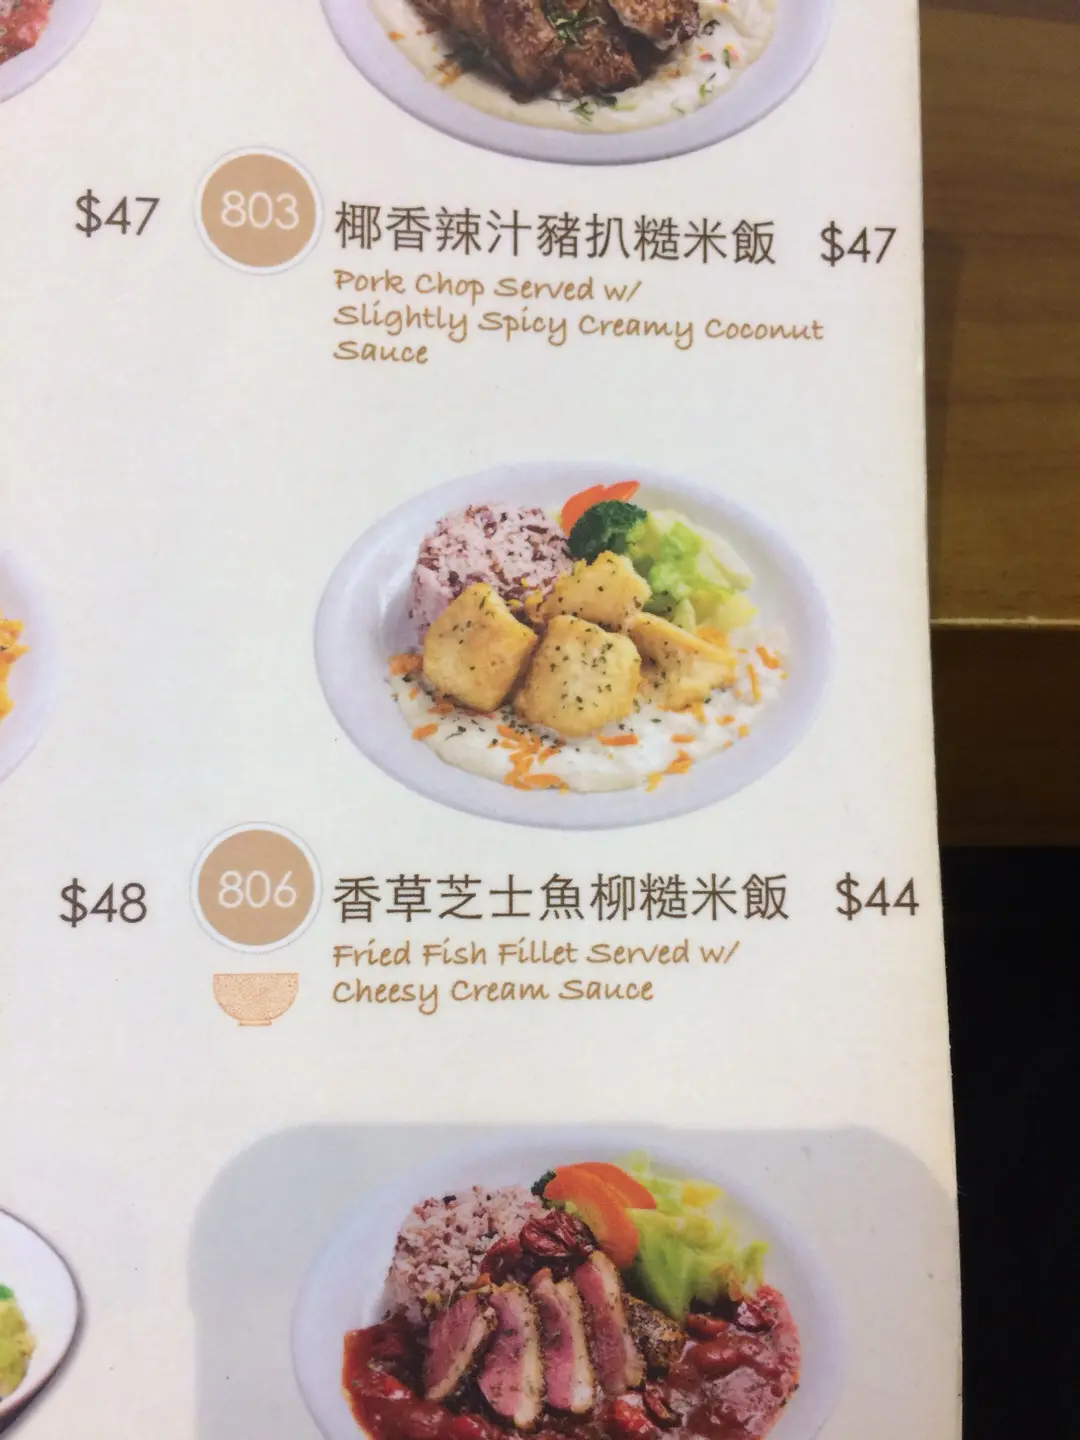 $47
803
椰香辣汁豬扒糙米飯 $47
Pork Chop Served w/
Slightly Spicy Creamy Coconut
Sauce
$48
806
香草芝士魚柳糙米飯 $44
Fried Fish Fillet Served w/
Cheesy Cream Sauce